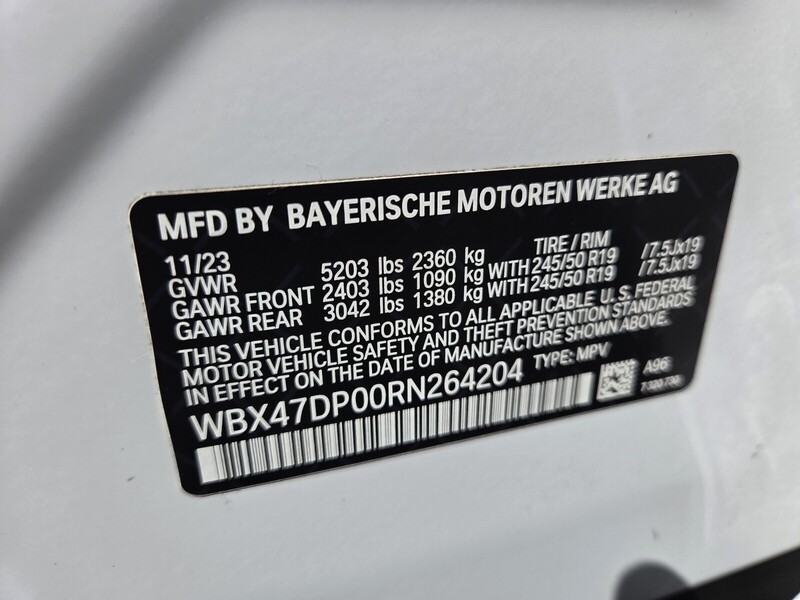 MFD BY BAYERISCHE MOTOREN WERKE AG
11/23 TIRE / RIM
GVWR 5203 lbs 2360 kg
GAWR FRONT 2403 lbs 1090 kg WITH 245/50 R19 /7.5Jx19
GAWR REAR 3042 lbs 1380 kg WITH 245/50 R19 /7.5Jx19
THIS VEHICLE CONFORMS TO ALL APPLICABLE U.S. FEDERAL
MOTOR VEHICLE SAFETY AND THEFT PREVENTION STANDARDS
IN EFFECT ON THE DATE OF MANUFACTURE SHOWN ABOVE.
WBX47DP00RN264204 TYPE: MPV A96
7 320 730